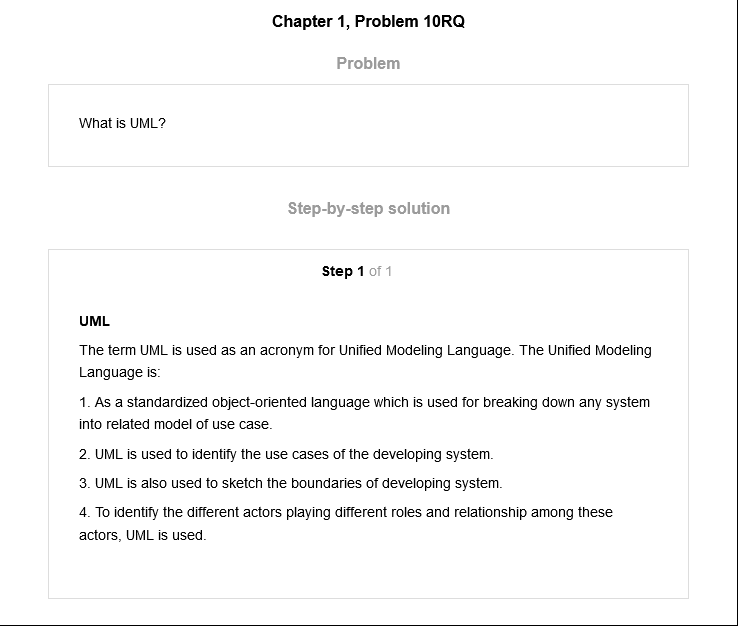 Chapter 1, Problem 10RQ
Problem
What is UML?
Step-by-step solution
Step 1 of 1
UML
The term UML is used as an acronym for Unified Modeling Language. The Unified Modeling
Language is:
1. As a standardized object-oriented language which is used for breaking down any system
into related model of use case.
2. UML is used to identify the use cases of the developing system.
3. UML is also used to sketch the boundaries of developing system.
4. To identify the different actors playing different roles and relationship among these
actors, UML is used.